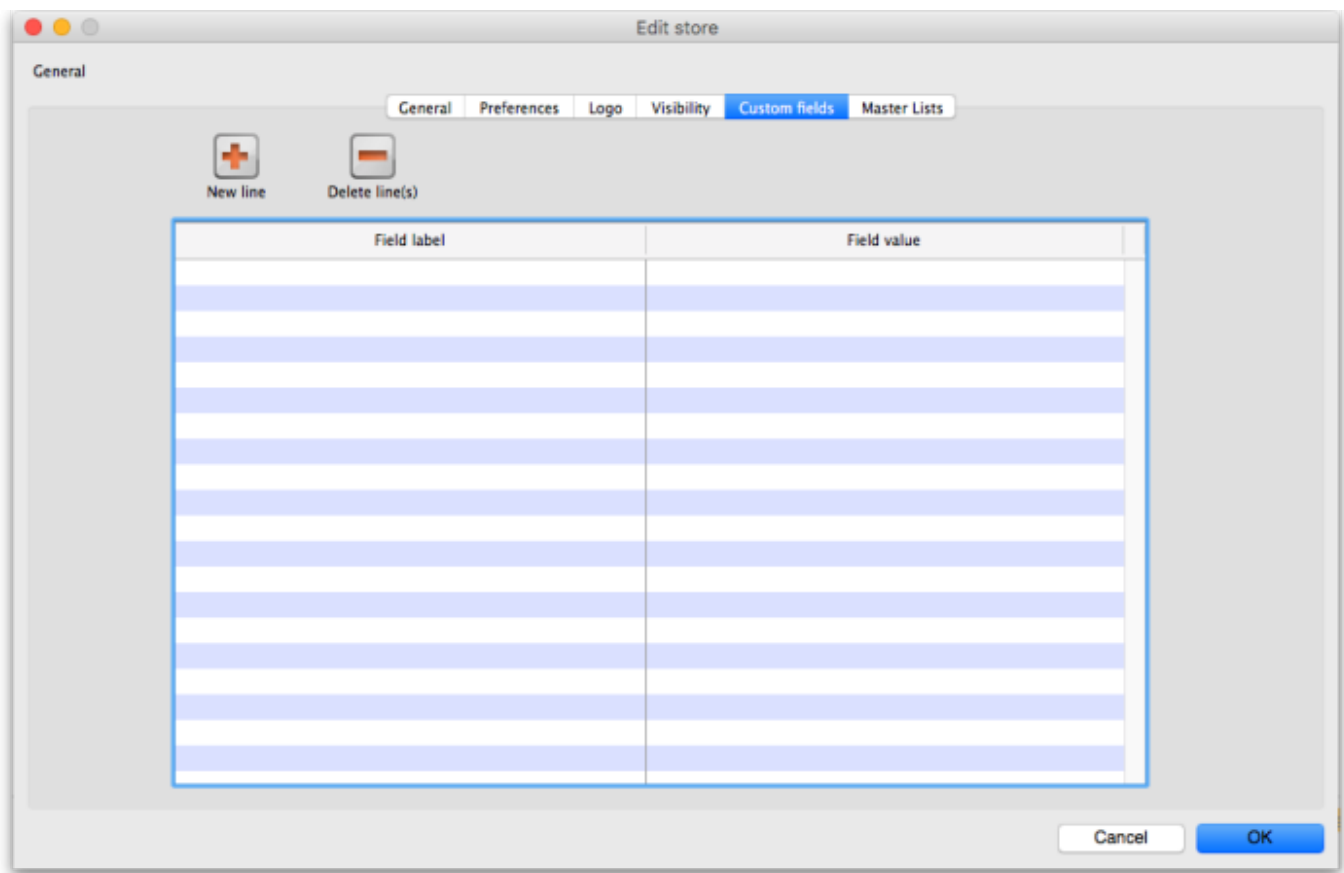 Edit store
General
General Preferences Logo Visibility Custom fields Master Lists
New line Delete line(s)
Field label Field value
Cancel OK